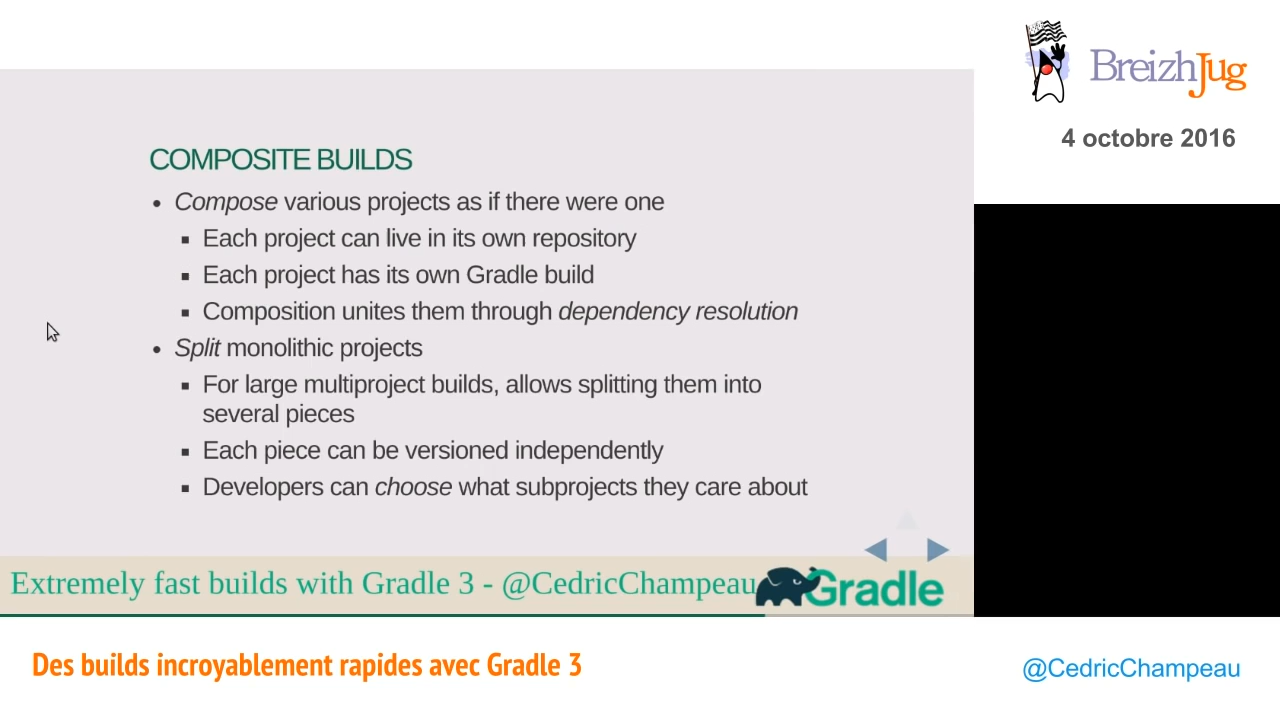 BreizhJug
4 octobre 2016
COMPOSITE BUILDS
• Compose various projects as if there were one
▪ Each project can live in its own repository
▪ Each project has its own Gradle build
▪ Composition unites them through dependency resolution
• Split monolithic projects
▪ For large multiproject builds, allows splitting them into
several pieces
▪ Each piece can be versioned independently
▪ Developers can choose what subprojects they care about
Extremely fast builds with Gradle 3 - @CedricChampeau
Gradle
Des builds incroyablement rapides avec Gradle 3
@CedricChampeau